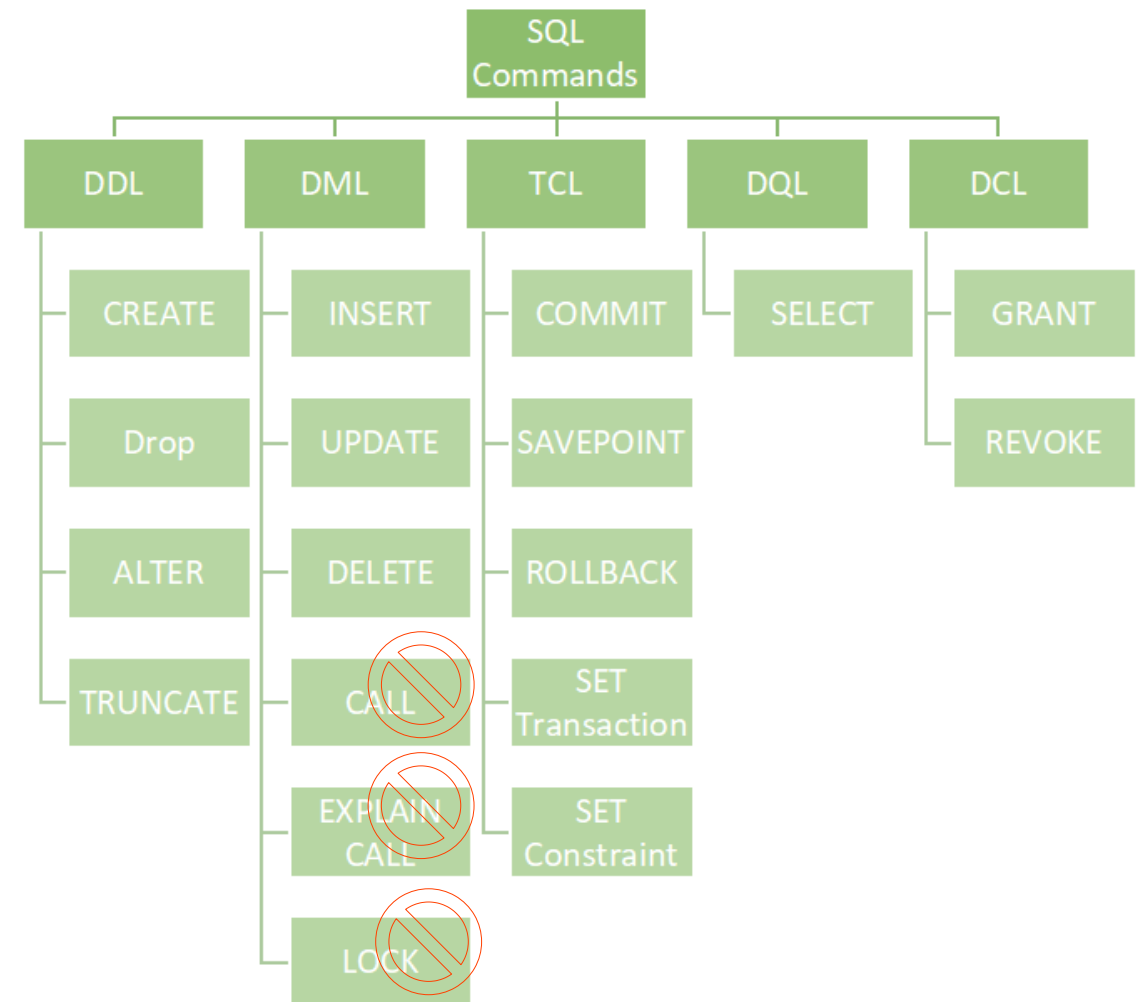 SQL
Commands
DDL
DML
TCL
DQL
DCL
CREATE
Drop
ALTER
TRUNCATE
INSERT
UPDATE
DELETE
CALL
EXPLAIN
CALL
LOCK
COMMIT
SAVEPOINT
ROLLBACK
SET
Transaction
SET
Constraint
SELECT
GRANT
REVOKE